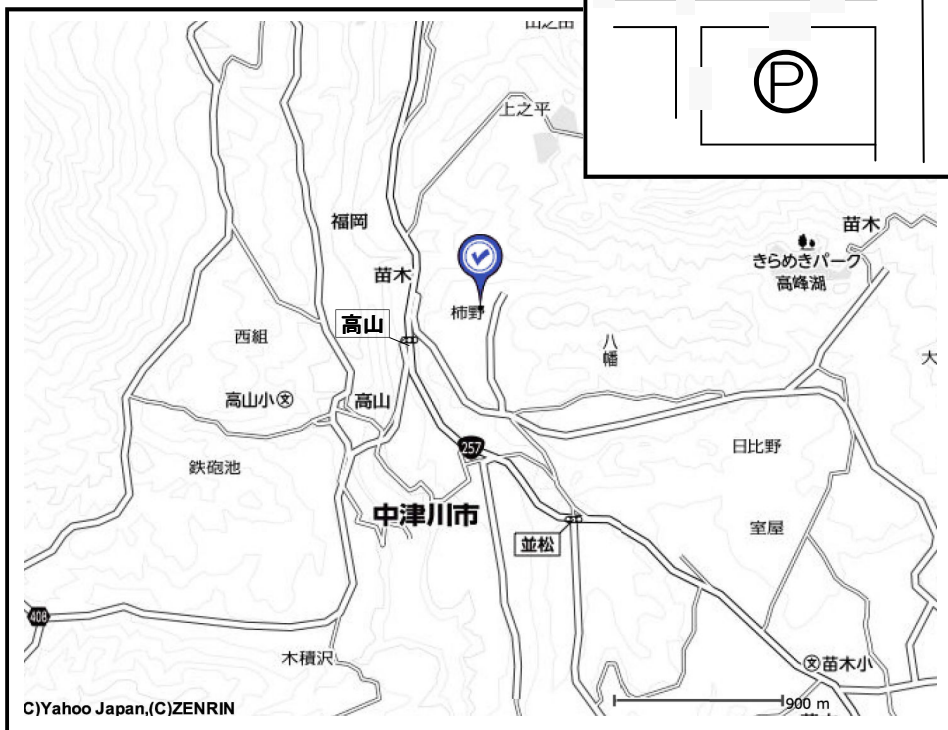 P
上之平
福岡
苗木
苗木
きらめきパーク
高峰湖
柿野
高山
西組
八幡
大
高山小文
高山
257
日比野
鉄砲池
中津川市
室屋
並松
408
木積沢
文苗木小
900 m
C)Yahoo Japan,(C)ZENRIN